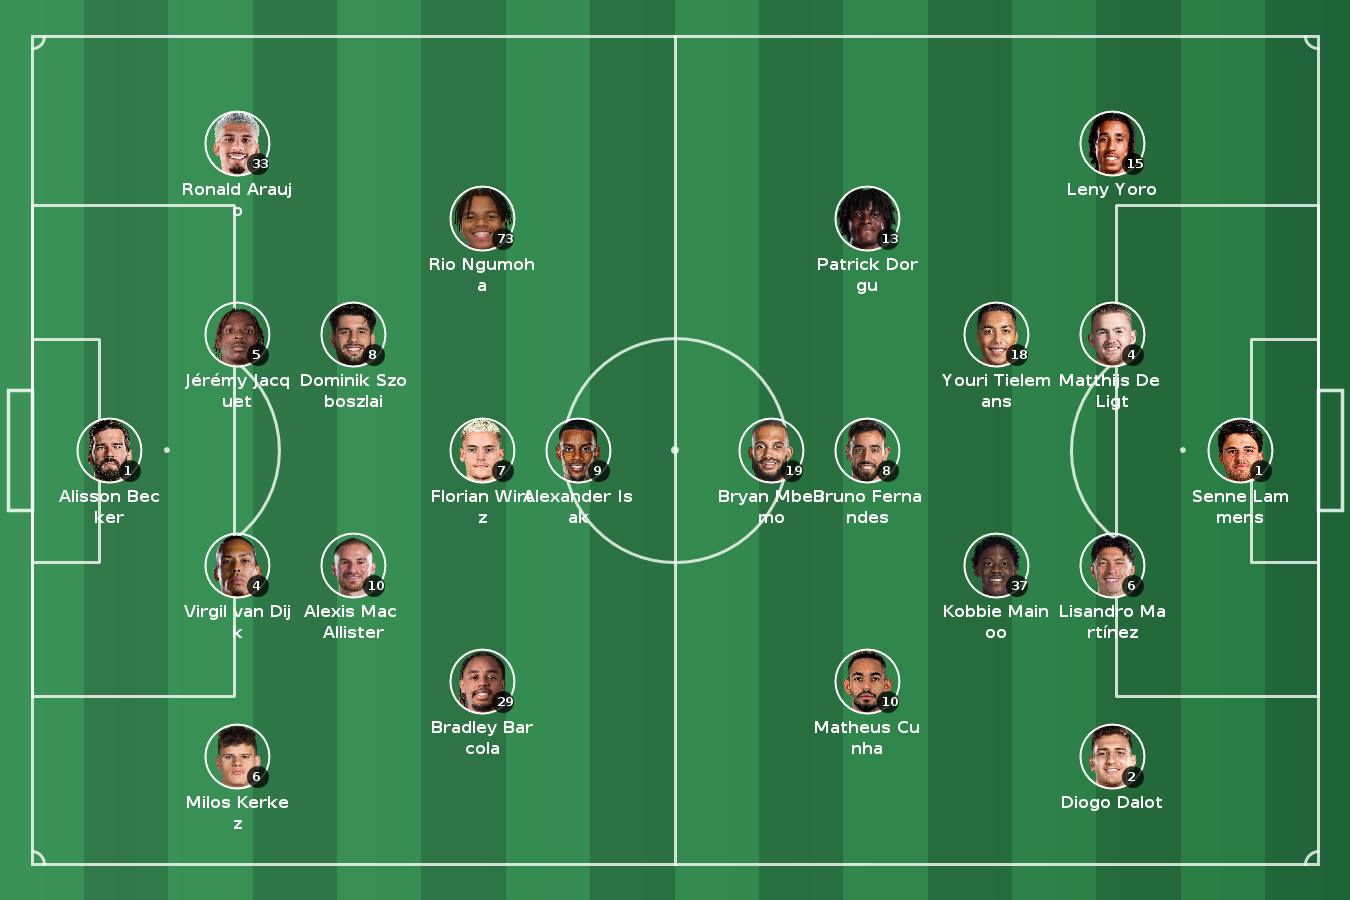 33
Ronald Arauj
o
15
Leny Yoro
73
Rio Ngumoh
a
13
Patrick Dor
gu
5
Jérémy Jacq
uet
8
Dominik Szo
boszlai
18
Youri Tielem
ans
4
Matthijs De
Ligt
1
Alisson Bec
ker
7
Florian Wirt
z
9
Alexander Is
ak
19
Bryan Mbeu
mo
8
Bruno Ferna
ndes
1
Senne Lam
mens
4
Virgil van Dij
k
10
Alexis Mac
Allister
37
Kobbie Main
oo
6
Lisandro Ma
rtínez
29
Bradley Bar
cola
10
Matheus Cu
nha
6
Milos Kerke
z
2
Diogo Dalot